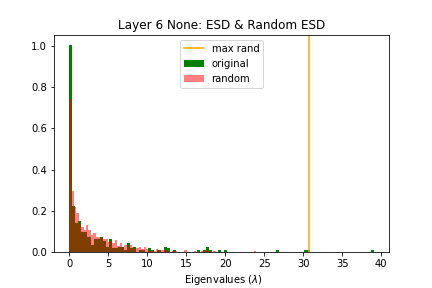 Layer 6 None: ESD & Random ESD
max rand
original
random
1.0
0.8
0.6
0.4
0.2
0.0
0 5 10 15 20 25 30 35 40
Eigenvalues (λ)